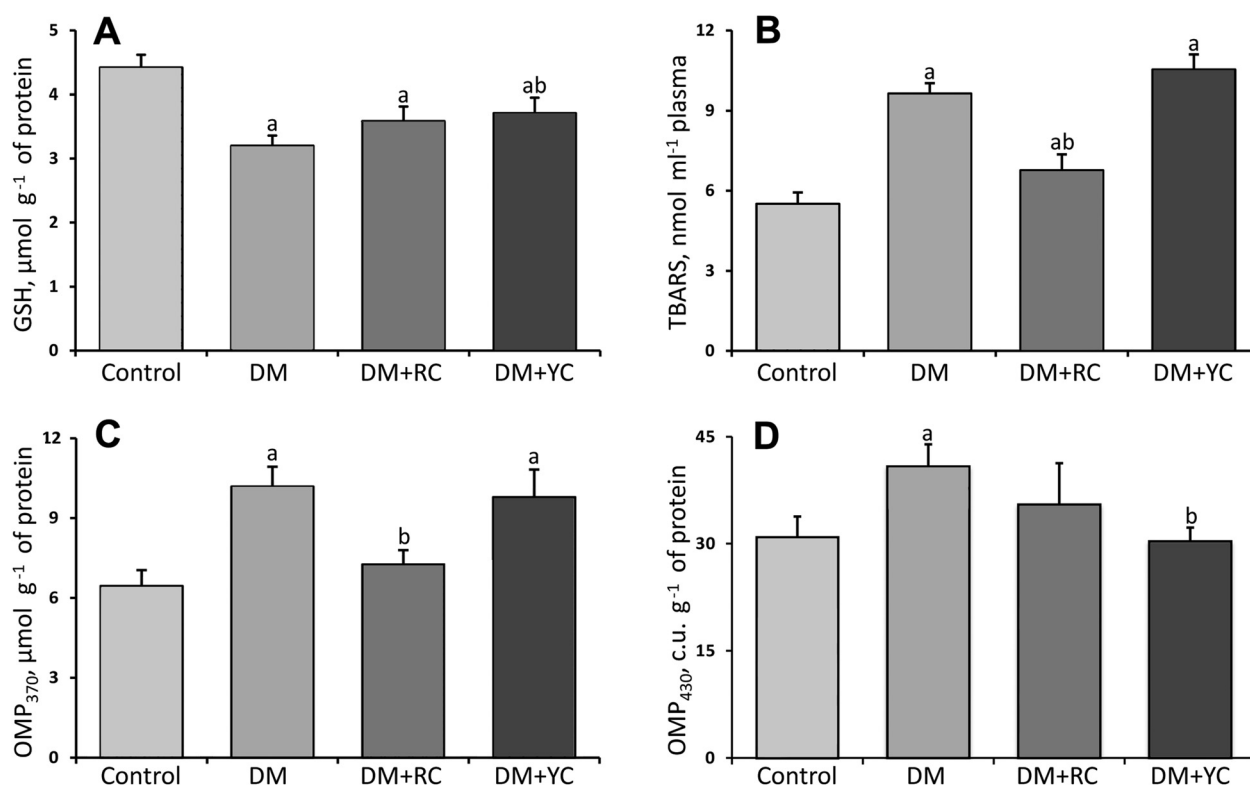 A
GSH, µmol g⁻¹ of protein
5
4
3
2
1
0
a
a
ab
Control DM DM+RC DM+YC
B
TBARS, nmol ml⁻¹ plasma
12
9
6
3
0
a
ab
a
Control DM DM+RC DM+YC
C
OMP₃₇₀, µmol g⁻¹ of protein
12
9
6
3
0
a
b
a
Control DM DM+RC DM+YC
D
OMP₄₃₀, c.u. g⁻¹ of protein
45
30
15
0
a
b
Control DM DM+RC DM+YC